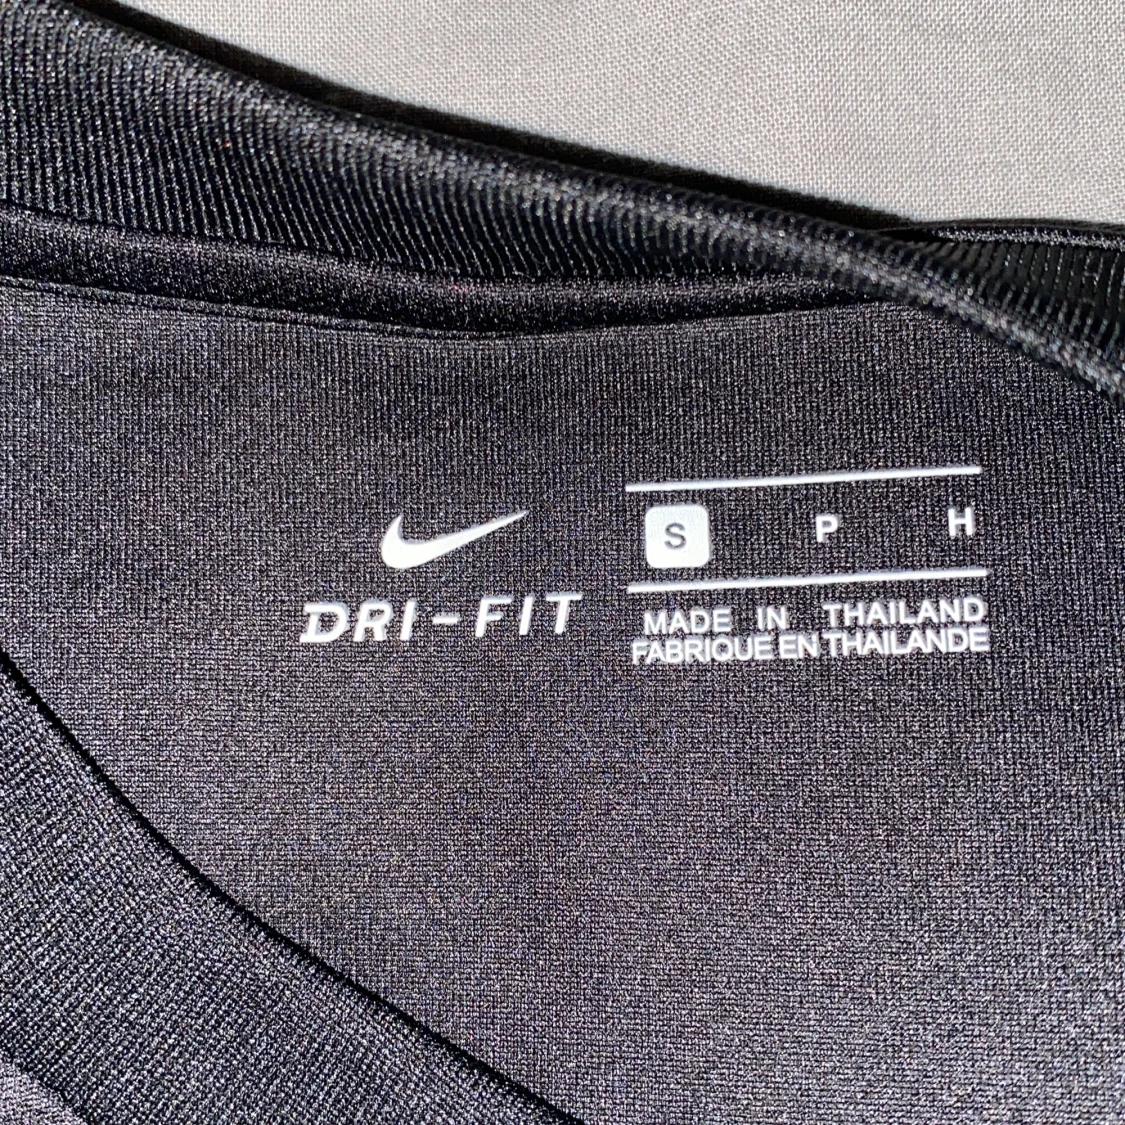 DRI-FIT
S P H
MADE IN THAILAND
FABRIQUE EN THAILANDE